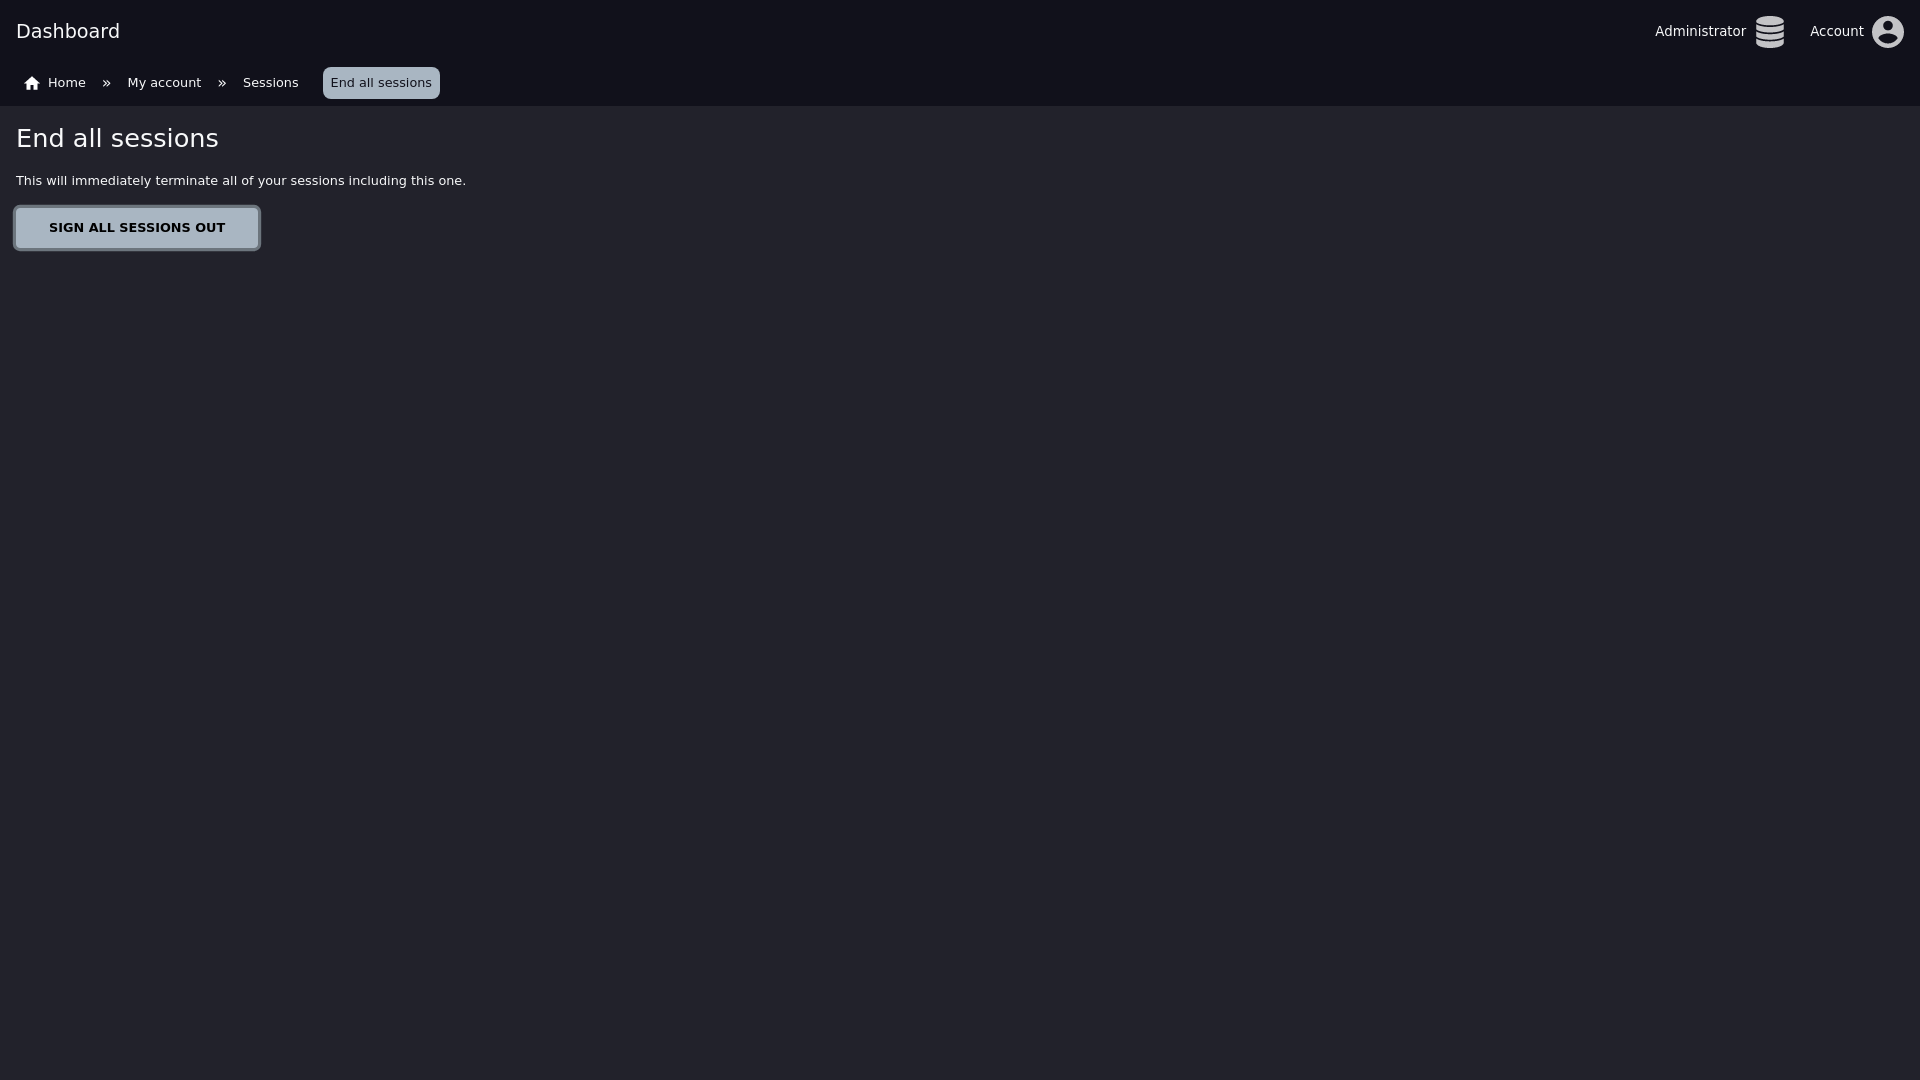 Dashboard
Administrator
Account
Home » My account » Sessions
End all sessions
End all sessions
This will immediately terminate all of your sessions including this one.
SIGN ALL SESSIONS OUT